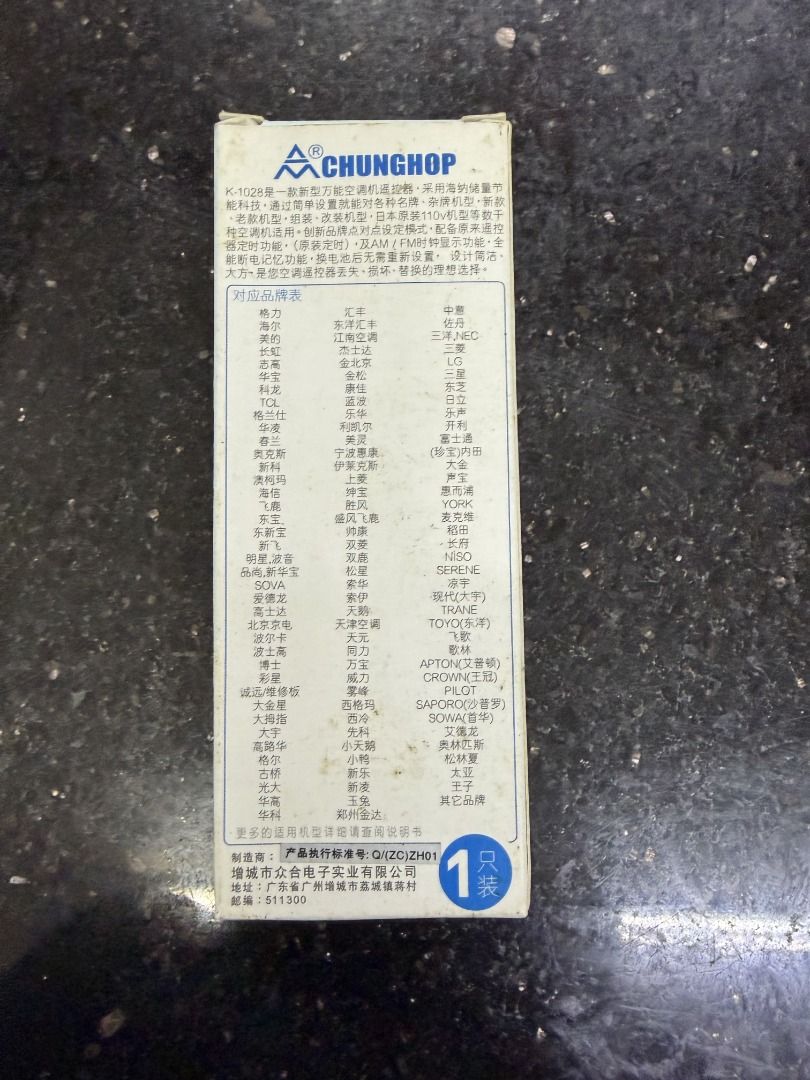 ®CHUNGHOP
K-1028是一款新型万能空调机遥控器，采用海纳储量节
能科技，通过简单设置就能对各种名牌、杂牌机型，新款
、老款机型，组装、改装机型，日本原装110v机型等数千
种空调机适用。创新品牌点对点设定模式，配备原来遥控
器定时功能，（原装定时），及AM / FM时钟显示功能，全
能断电记忆功能，换电池后无需重新设置， 设计简洁、
大方，是您空调遥控器丢失、损坏、替换的理想选择。
对应品牌表
格力 汇丰 中意
海尔 东洋汇丰 佐丹
美的 江南空调 三洋,NEC
长虹 杰士达 三菱
志高 金北京 LG
华宝 金松 三星
科龙 康佳 东芝
TCL 蓝波 日立
格兰仕 乐华 乐声
华凌 利凯尔 开利
春兰 美灵 富士通
奥克斯 宁波惠康 (珍宝)内田
新科 伊莱克斯 大金
澳柯玛 上菱 声宝
海信 绅宝 惠而浦
飞鹿 胜风 YORK
东宝 盛风飞鹿 麦克维
东新宝 帅康 稻田
新飞 双菱 长府
明星,波音 双鹿 NISO
品尚,新华宝 松星 SERENE
SOVA 索华 凉宇
爱德龙 索伊 现代(大宇)
高士达 天鹅 TRANE
北京京电 天津空调 TOYO(东洋)
波尔卡 天元 飞歌
波士高 同力 歌林
博士 万宝 APTON(艾普顿)
彩星 威力 CROWN(王冠)
诚远/维修板 雾峰 PILOT
大金星 西格玛 SAPORO(沙普罗)
大拇指 西冷 SOWA(首华)
大宇 先科 艾德龙
高路华 小天鹅 奥林匹斯
格尔 小鸭 松林夏
古桥 新乐 太亚
光大 新凌 王子
华高 玉兔 其它品牌
华科 郑州金达
更多的适用机型详细请查阅说明书
制造商： 产品执行标准号: Q/(ZC)ZH01
增城市众合电子实业有限公司
地址：广东省广州增城市荔城镇蒋村
邮编：511300
1只装